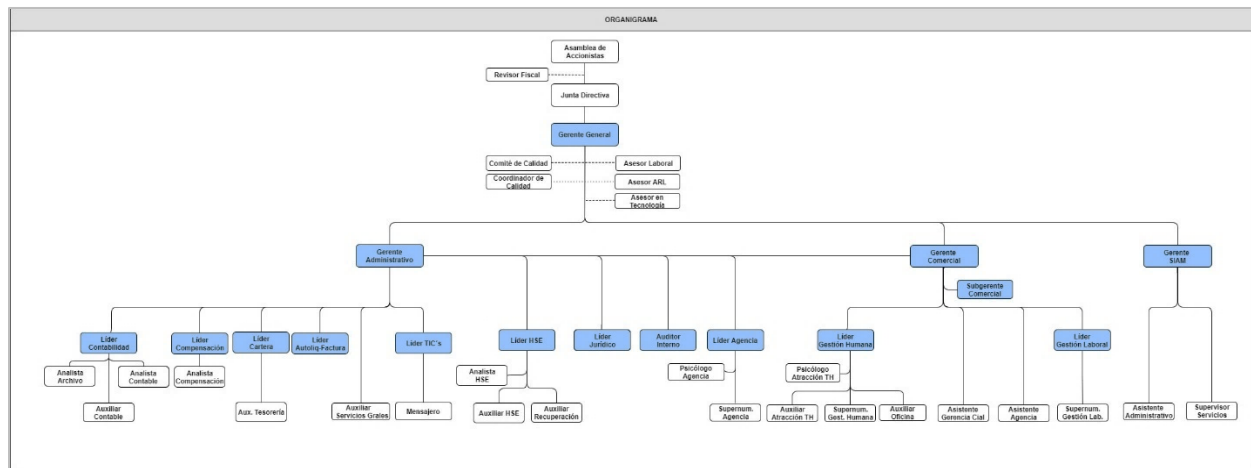 ORGANIGRAMA
Asamblea de
Accionistas
Revisor Fiscal
Junta Directiva
Gerente General
Comité de Calidad
Asesor Laboral
Coordinador de
Calidad
Asesor ARL
Asesor en
Tecnología
Gerente
Administrativo
Gerente
Comercial
Gerente
SIAM
Subgerente
Comercial
Líder
Contabilidad
Líder
Compensación
Líder
Cartera
Líder
Autoliq-Factura
Líder TIC's
Líder HSE
Líder
Jurídico
Auditor
Interno
Líder Agencia
Líder
Gestión Humana
Líder
Gestión Laboral
Analista
Archivo
Analista
Contable
Analista
Compensación
Analista
HSE
Psicólogo
Agencia
Psicólogo
Atracción TH
Auxiliar
Contable
Aux. Tesorería
Auxiliar
Servicios Grales
Mensajero
Auxiliar HSE
Auxiliar
Recuperación
Supernum.
Agencia
Auxiliar
Atracción TH
Supernum.
Gest. Humana
Auxiliar
Oficina
Asistente
Gerencia Cial
Asistente
Agencia
Supernum.
Gestión Lab.
Asistente
Administrativo
Supervisor
Servicios